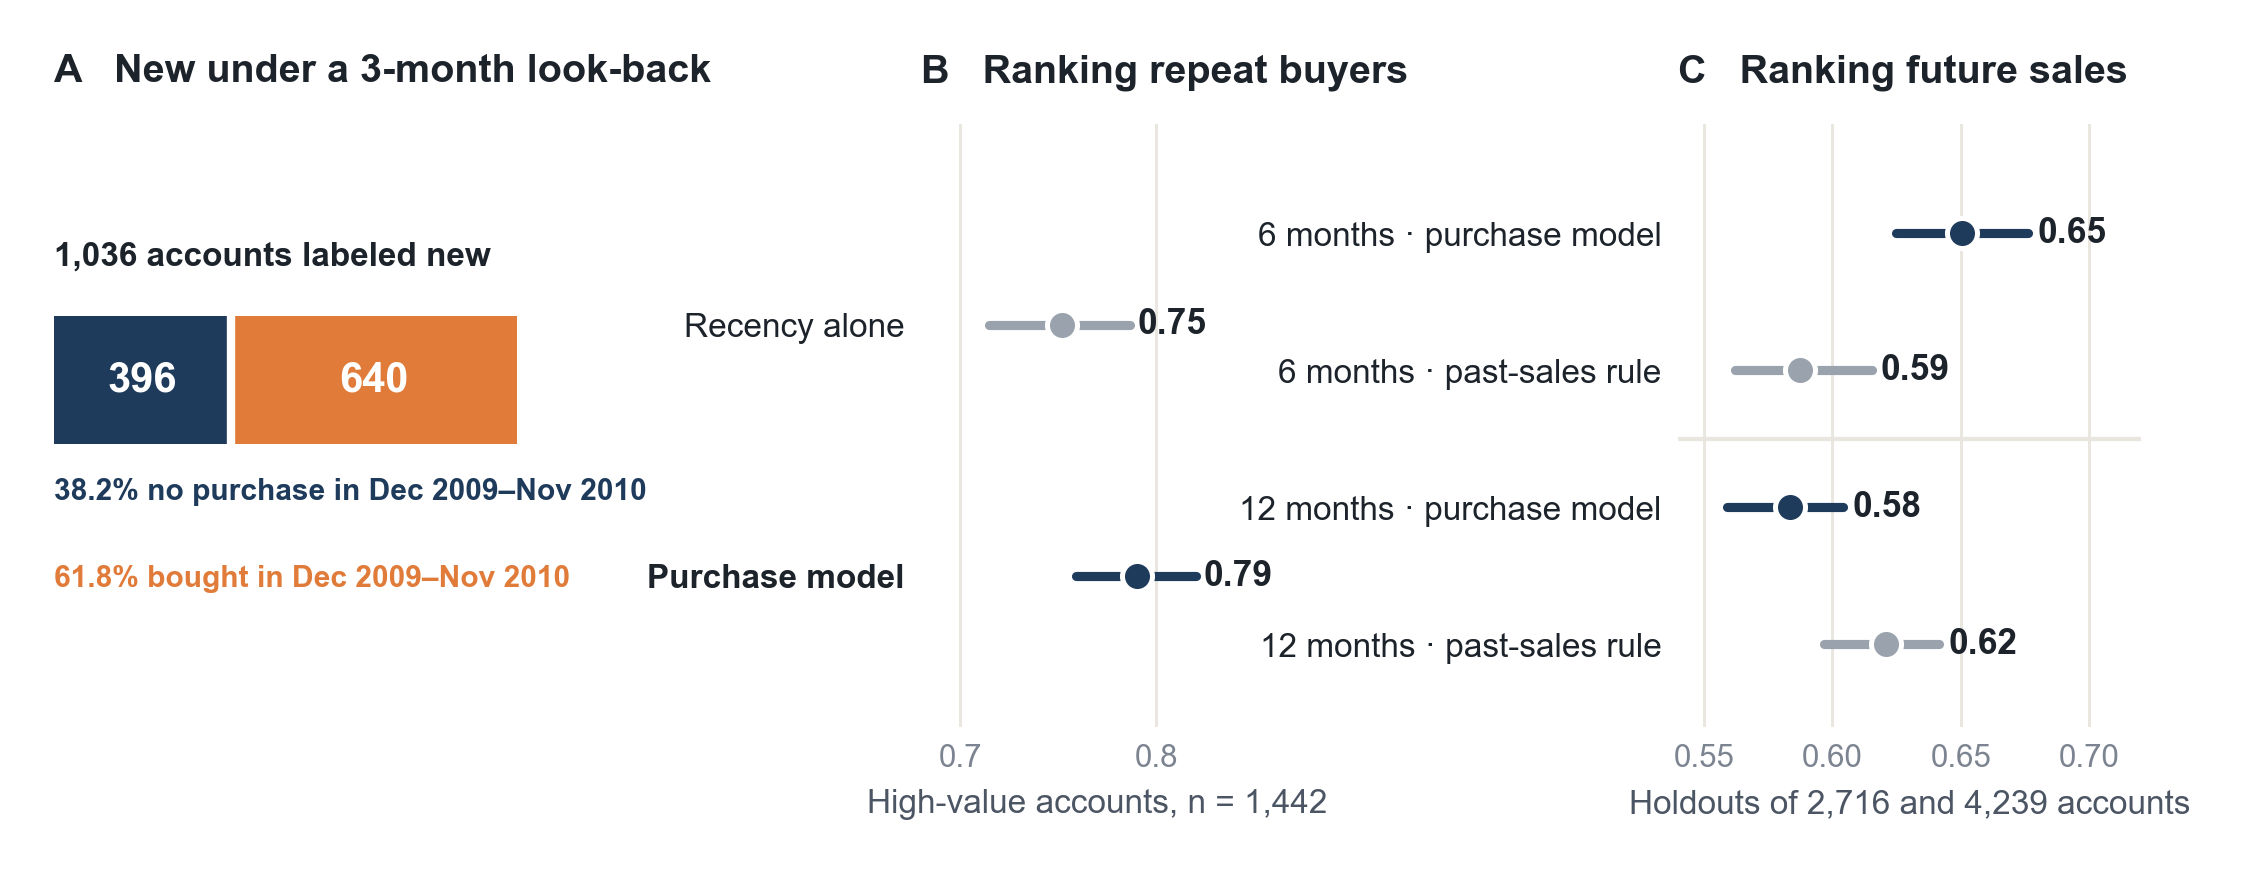 A New under a 3-month look-back
1,036 accounts labeled new
396 640
38.2% no purchase in Dec 2009–Nov 2010
61.8% bought in Dec 2009–Nov 2010
B Ranking repeat buyers
Recency alone 0.75
Purchase model 0.79
0.7 0.8
High-value accounts, n = 1,442
C Ranking future sales
6 months · purchase model 0.65
6 months · past-sales rule 0.59
12 months · purchase model 0.58
12 months · past-sales rule 0.62
0.55 0.60 0.65 0.70
Holdouts of 2,716 and 4,239 accounts